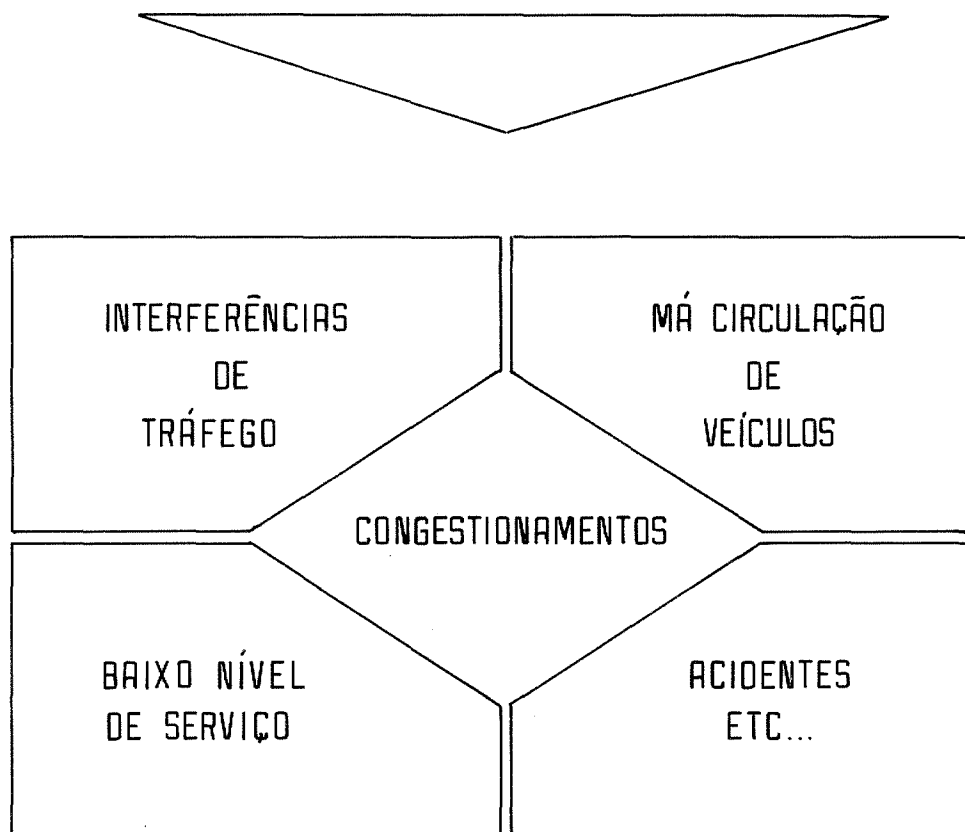 INTERFERÊNCIAS
DE
TRÁFEGO
MÁ CIRCULAÇÃO
DE
VEÍCULOS
CONGESTIONAMENTOS
BAIXO NÍVEL
DE SERVIÇO
ACIDENTES
ETC...